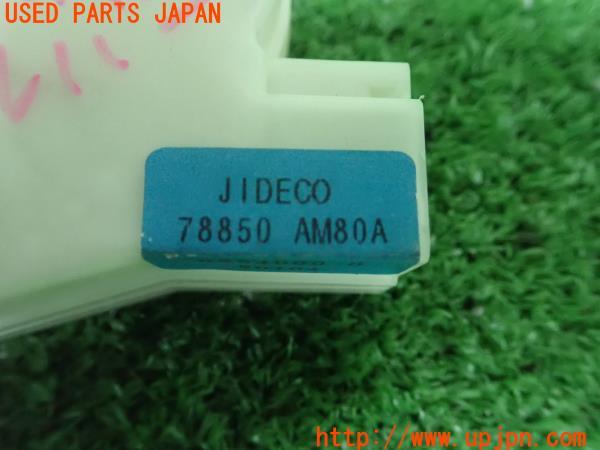 USED PARTS JAPAN
JIDECO
78850 AM80A
http://www.upjpn.com/